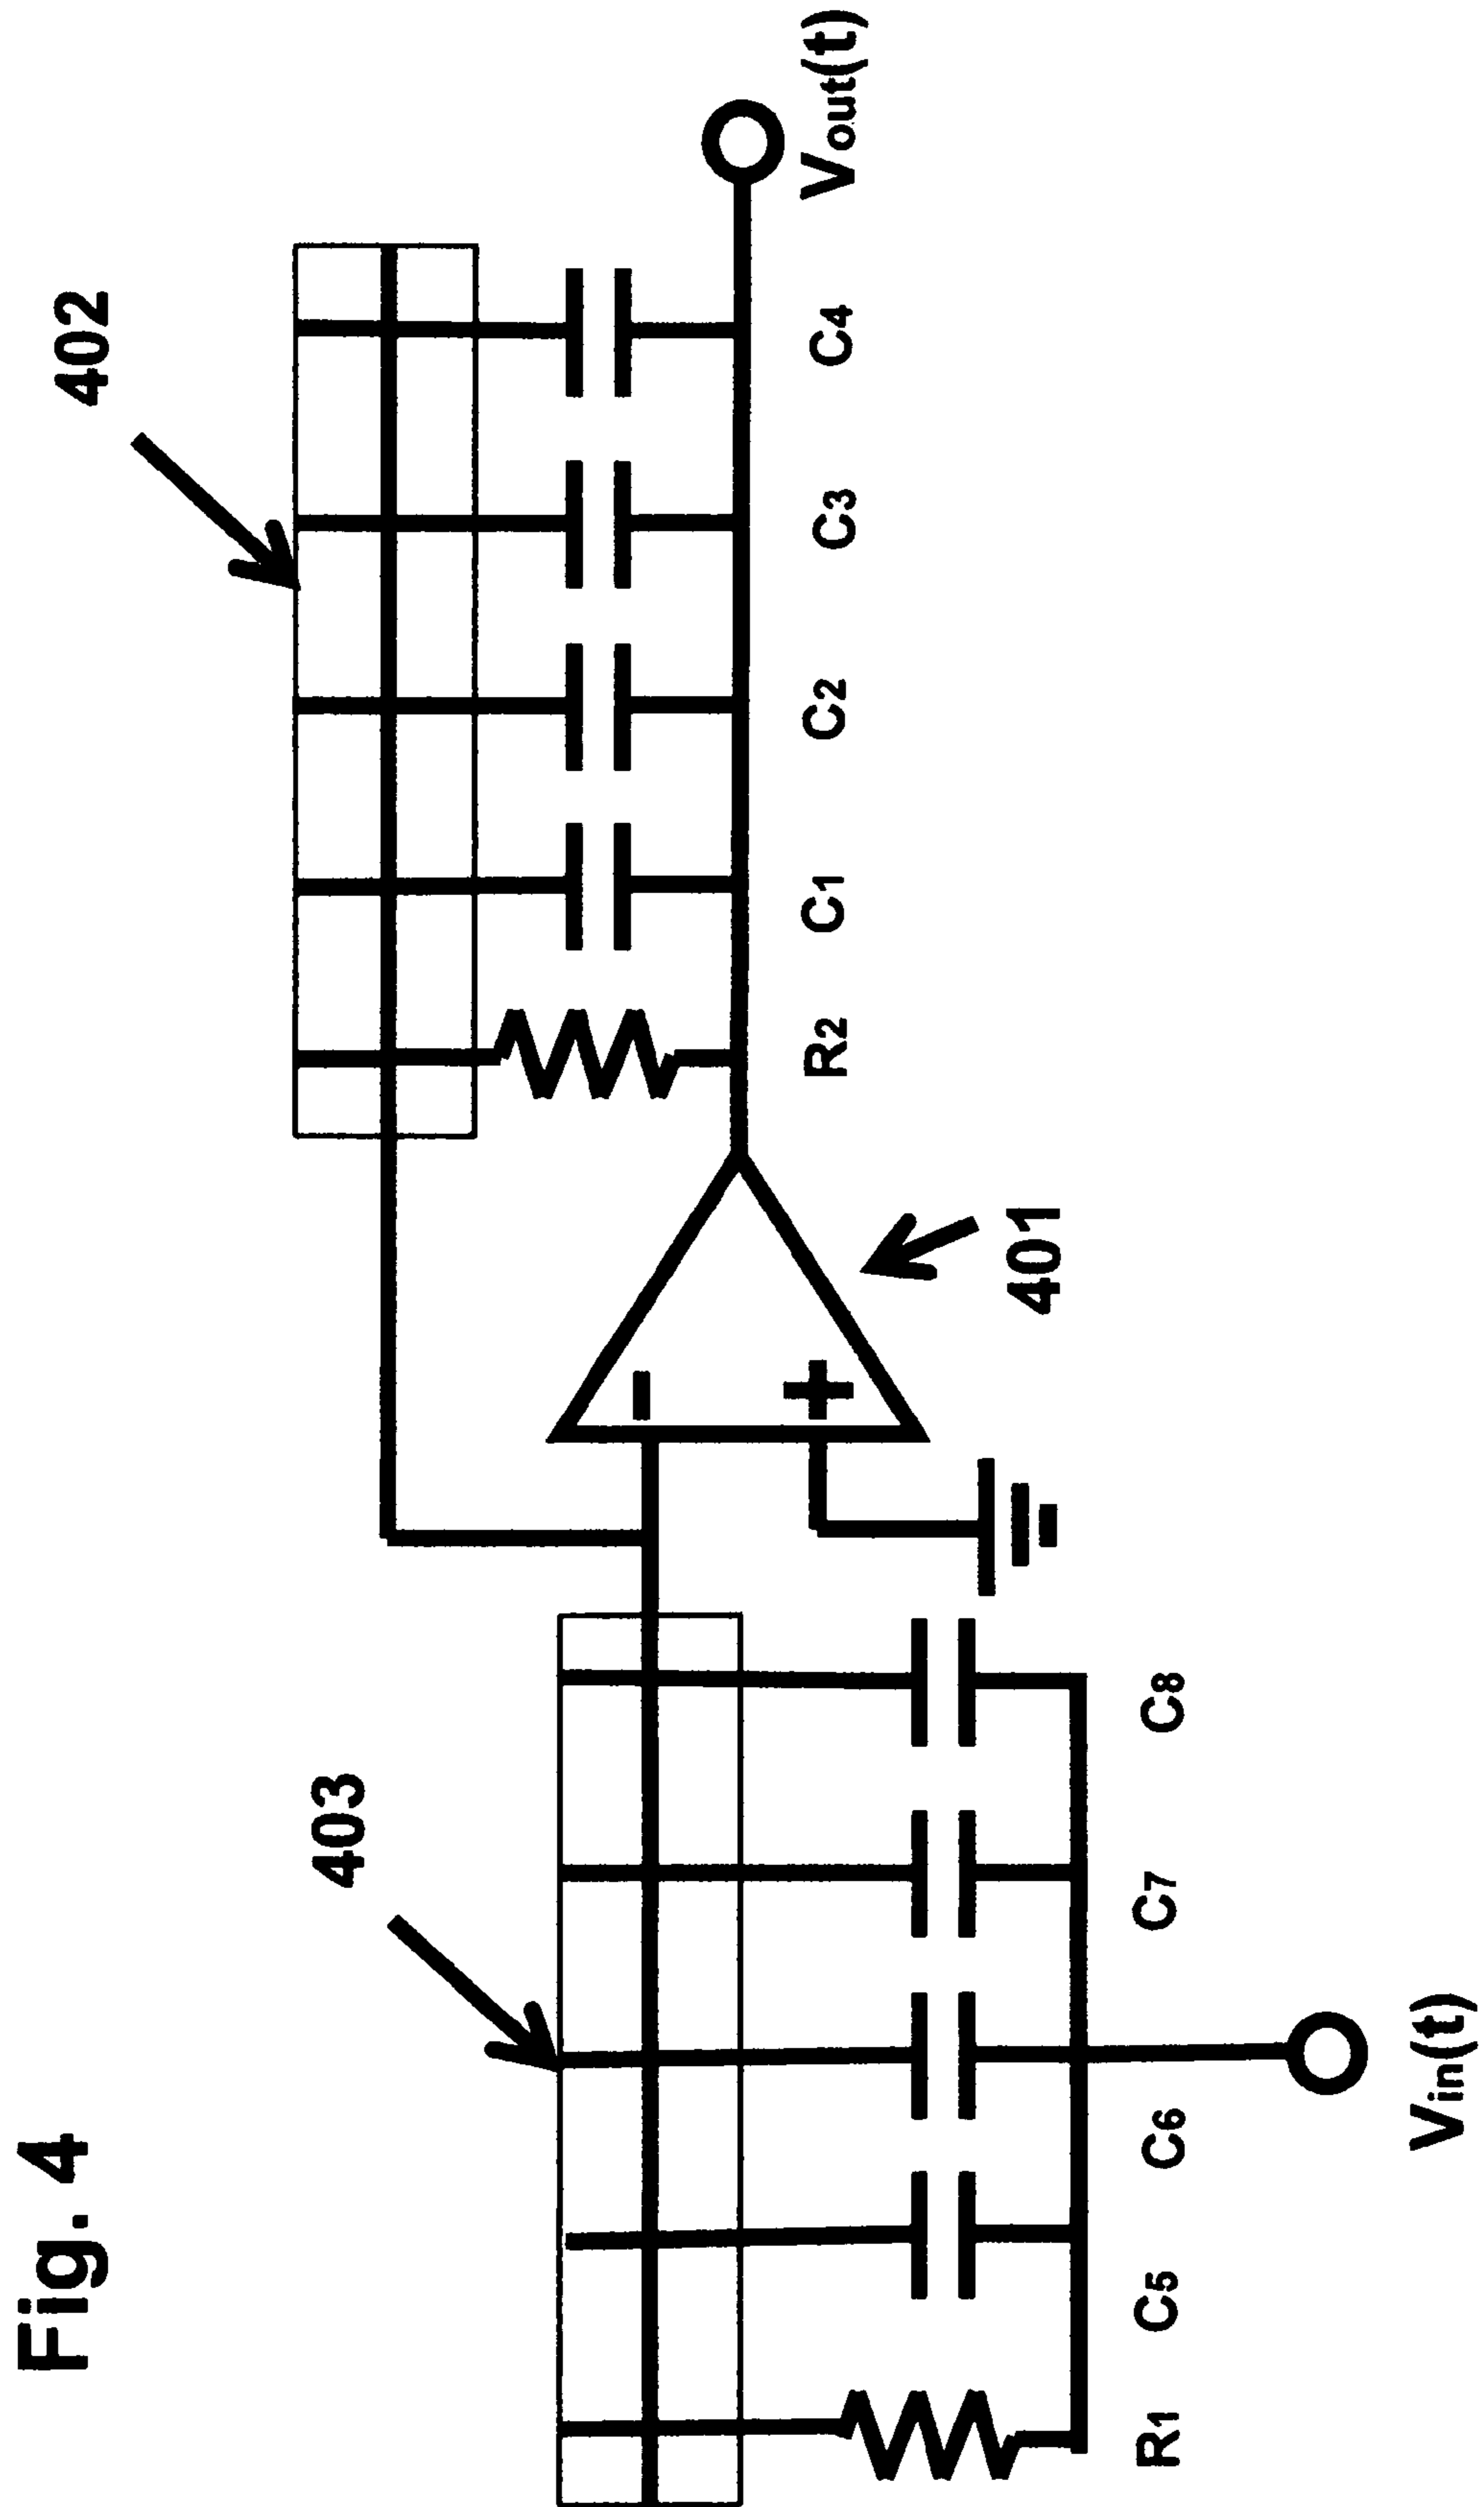 Fig. 4
402
403
R2
C1
C2
C3
C4
Vout(t)
−
+
401
R1
C5
C6
C7
C8
Vin(t)